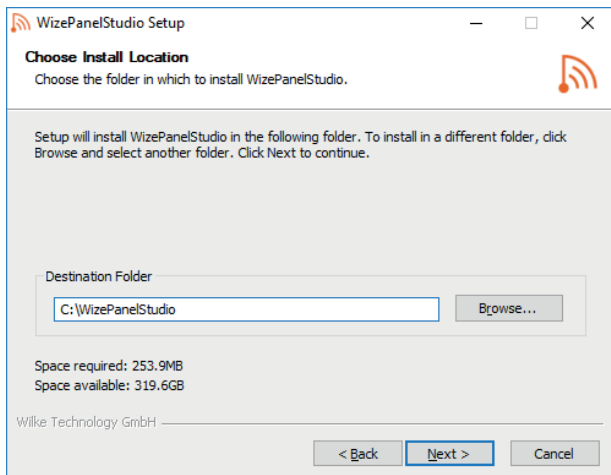 WizePanelStudio Setup
Choose Install Location
Choose the folder in which to install WizePanelStudio.
Setup will install WizePanelStudio in the following folder. To install in a different folder, click
Browse and select another folder. Click Next to continue.
Destination Folder
C:\WizePanelStudio
Browse...
Space required: 253.9MB
Space available: 319.6GB
Wilke Technology GmbH
< Back
Next >
Cancel